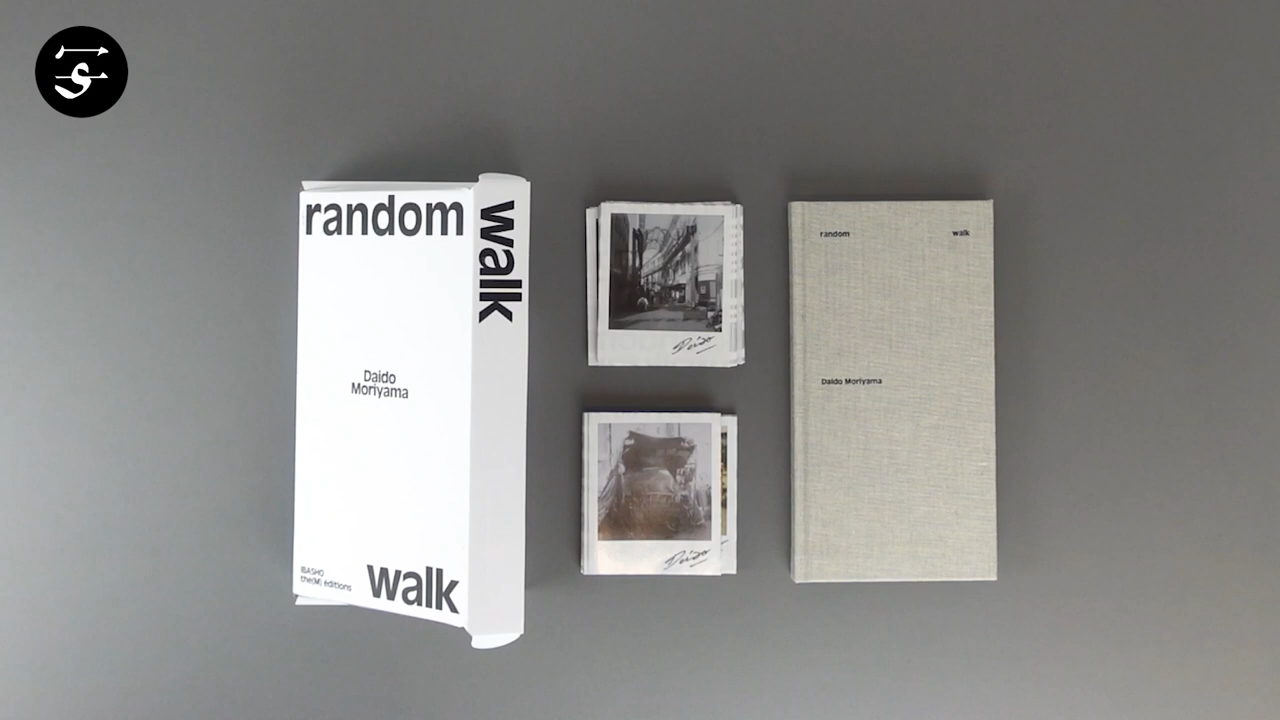 random
walk
Daido
Moriyama
IBASHO
the(M) éditions
walk
Daido
Daido
random walk
Daido Moriyama